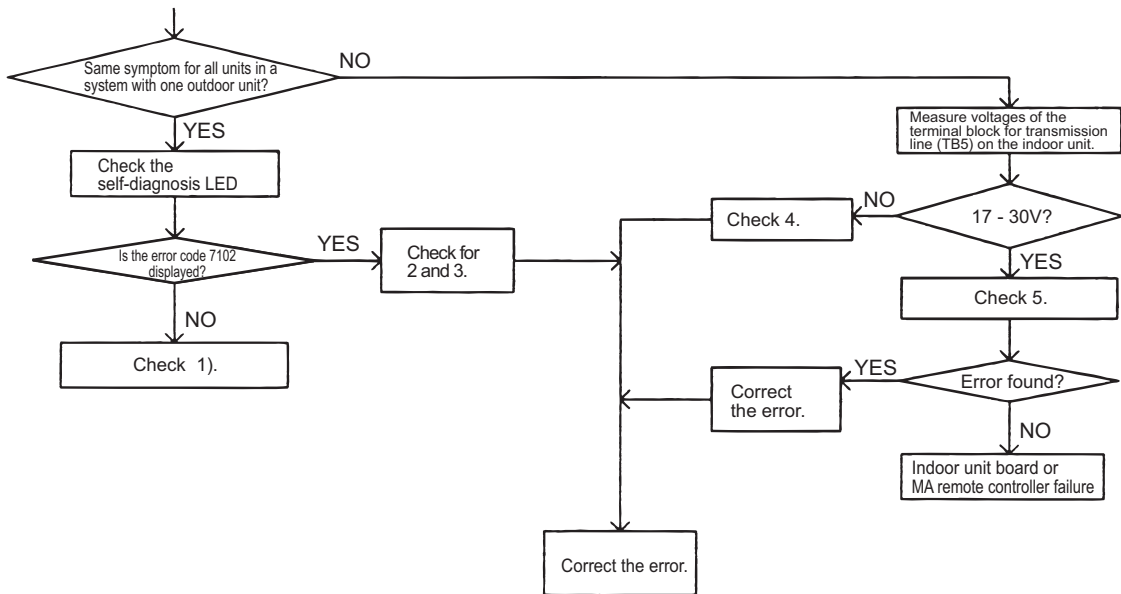 Same symptom for all units in a
system with one outdoor unit?
NO
YES
Measure voltages of the
terminal block for transmission
line (TB5) on the indoor unit.
Check the
self-diagnosis LED
17 - 30V?
NO
Check 4.
YES
Is the error code 7102
displayed?
YES
Check for
2 and 3.
Check 5.
NO
Check 1).
Error found?
YES
Correct
the error.
NO
Indoor unit board or
MA remote controller failure
Correct the error.